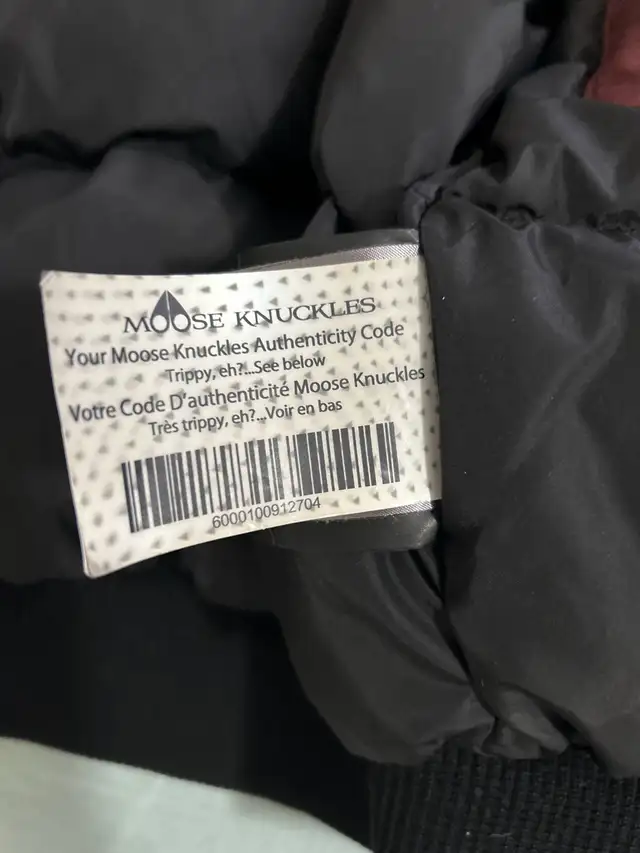 MOOSE KNUCKLES
Your Moose Knuckles Authenticity Code
Trippy, eh?...See below
Votre Code D'authenticité Moose Knuckles
Très trippy, eh?...Voir en bas
6000100912704